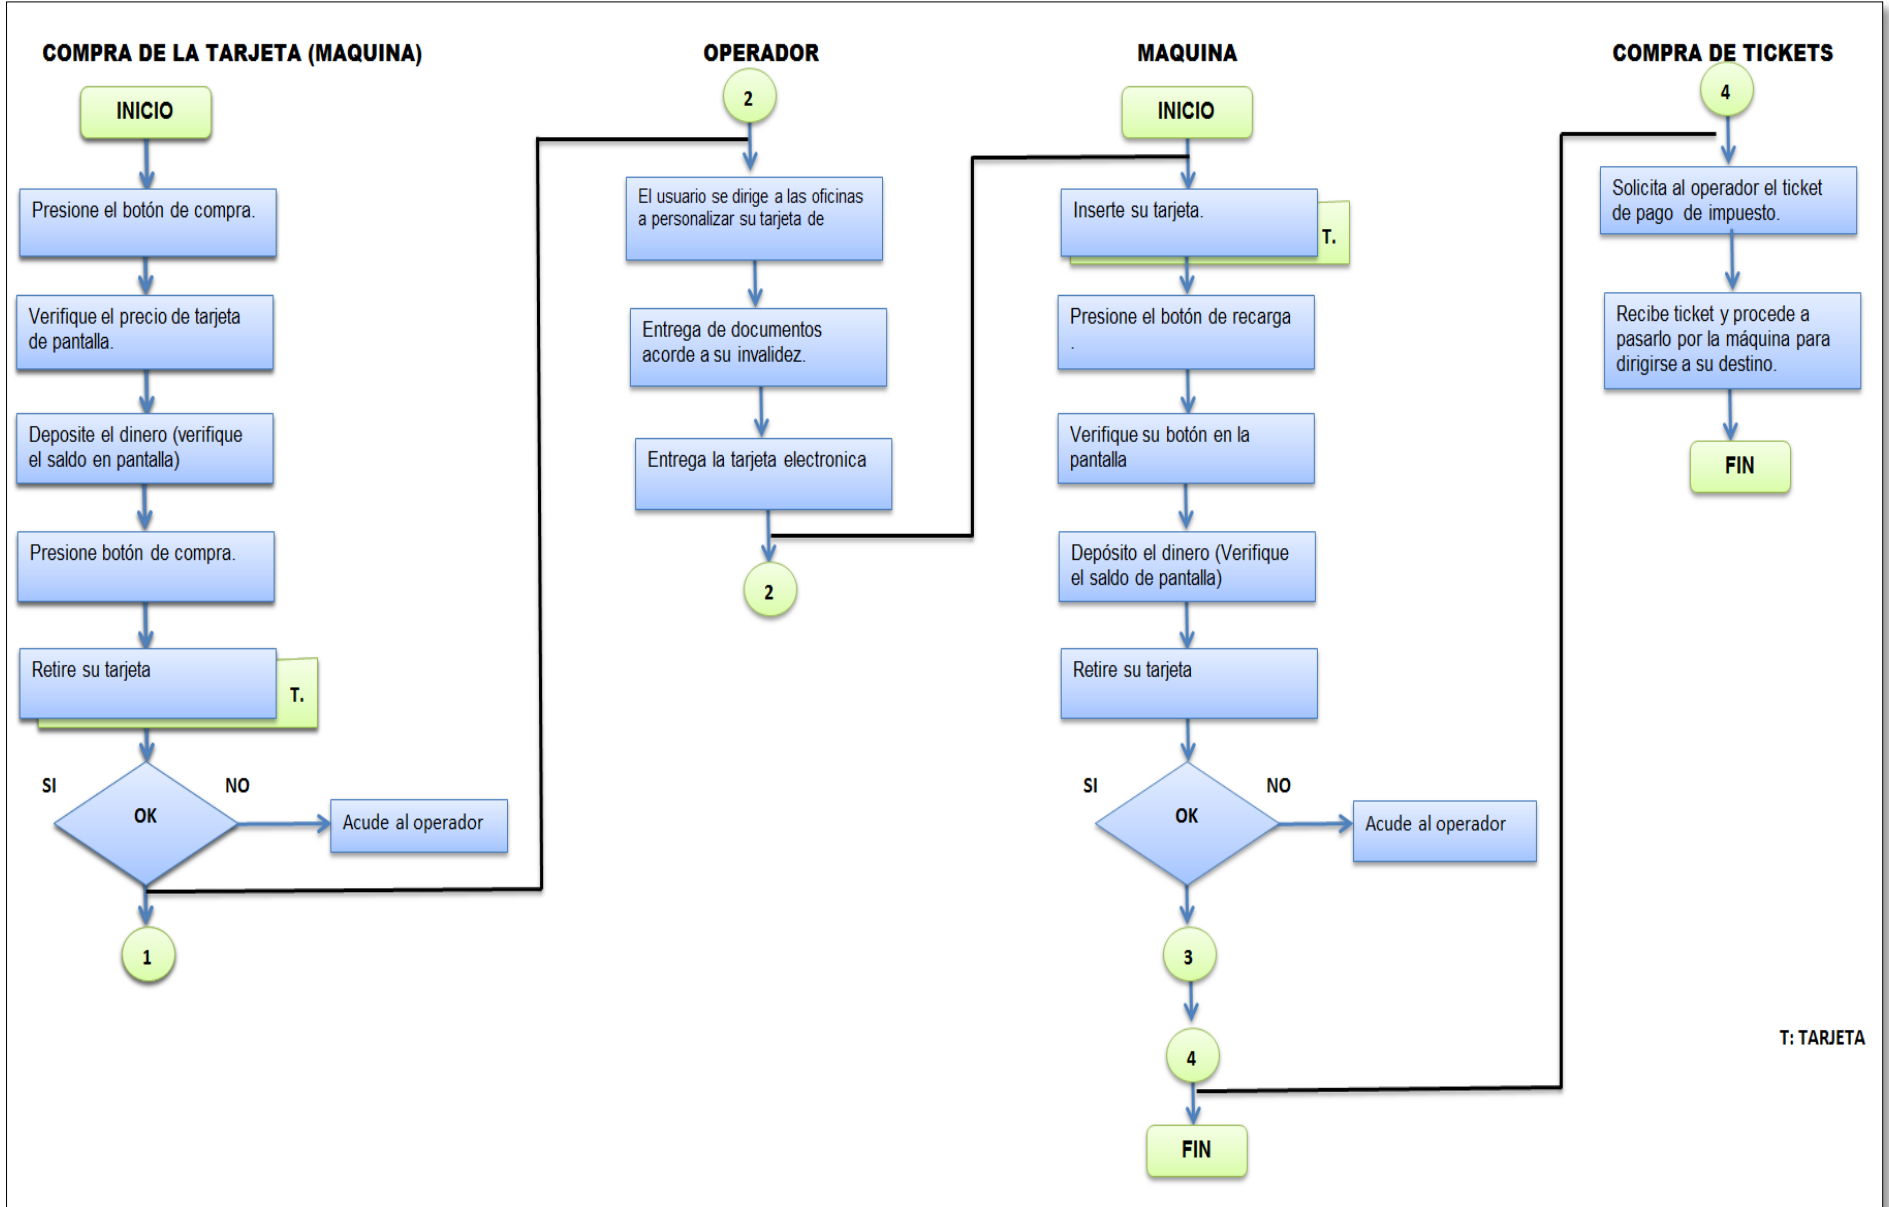 COMPRA DE LA TARJETA (MAQUINA)
INICIO
Presione el botón de compra.
Verifique el precio de tarjeta
de pantalla.
Deposite el dinero (verifique
el saldo en pantalla)
Presione botón de compra.
Retire su tarjeta
T.
SI
NO
OK
Acude al operador
1
OPERADOR
2
El usuario se dirige a las oficinas
a personalizar su tarjeta de
Entrega de documentos
acorde a su invalidez.
Entrega la tarjeta electronica
2
MAQUINA
INICIO
Inserte su tarjeta.
T.
Presione el botón de recarga
.
Verifique su botón en la
pantalla
Depósito el dinero (Verifique
el saldo de pantalla)
Retire su tarjeta
SI
NO
OK
Acude al operador
3
4
FIN
COMPRA DE TICKETS
4
Solicita al operador el ticket
de pago de impuesto.
Recibe ticket y procede a
pasarlo por la máquina para
dirigirse a su destino.
FIN
T: TARJETA